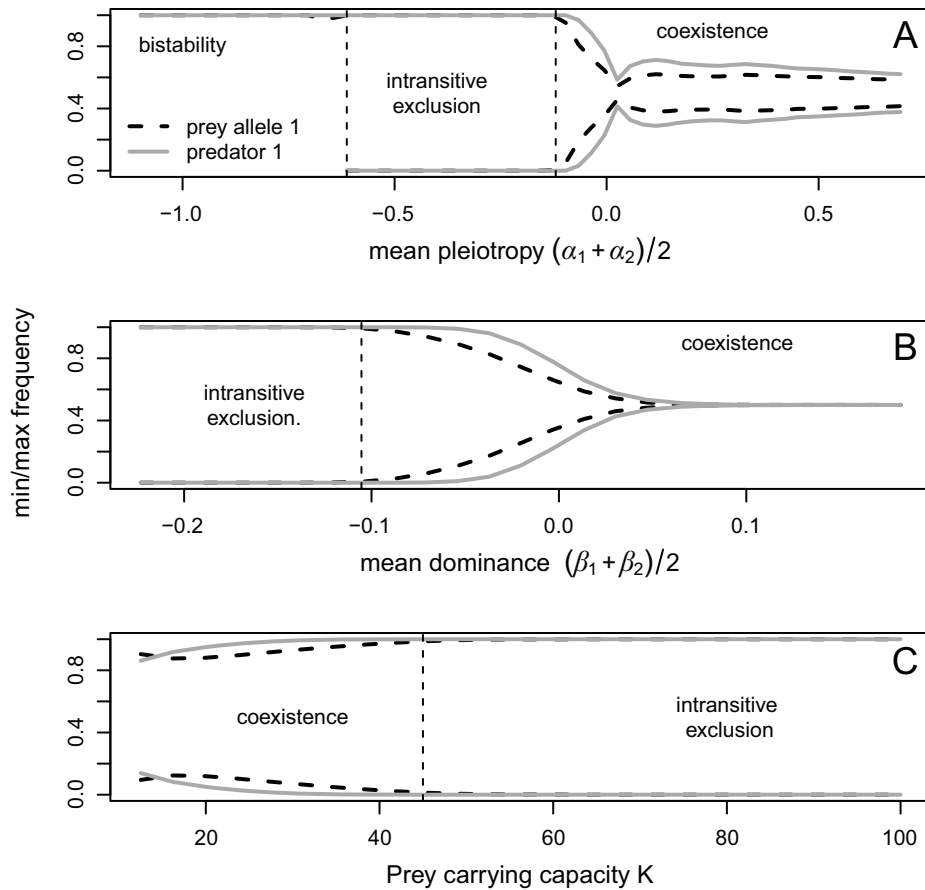 A
bistability
coexistence
intransitive
exclusion
prey allele 1
predator 1
0.0
0.4
0.8
−1.0
−0.5
0.0
0.5
mean pleiotropy (α1 + α2)/2
min/max frequency
B
coexistence
intransitive
exclusion.
0.0
0.4
0.8
−0.2
−0.1
0.0
0.1
mean dominance (β1 + β2)/2
C
coexistence
intransitive
exclusion
0.0
0.4
0.8
20
40
60
80
100
Prey carrying capacity K